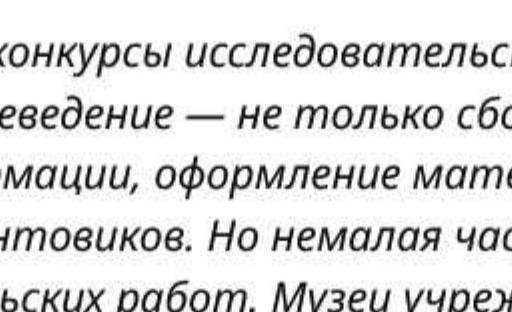 конкурсы исследовательс
еведение — не только сбо
мации, оформление мате
нтовиков. Но немалая час
ьских работ. Музеи учреж